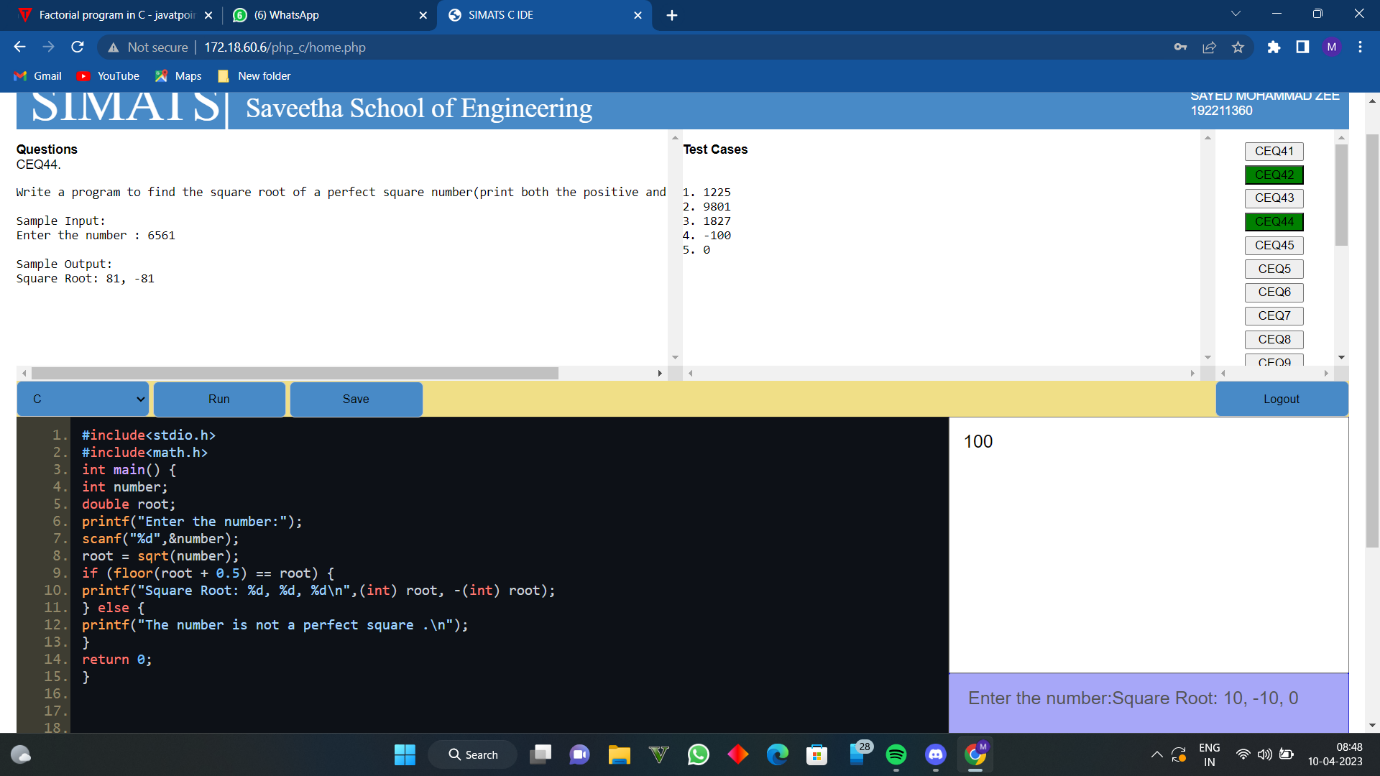 Factorial program in C - javatpoin
(6) WhatsApp
SIMATS C IDE
Not secure
172.18.60.6/php_c/home.php
M
Gmail
YouTube
Maps
New folder
SIMATS
Saveetha School of Engineering
SAYED MOHAMMAD ZEE
192211360
Questions
CEQ44.
Write a program to find the square root of a perfect square number(print both the positive and
Sample Input:
Enter the number : 6561
Sample Output:
Square Root: 81, -81
Test Cases
1. 1225
2. 9801
3. 1827
4. -100
5. 0
CEQ41
CEQ42
CEQ43
CEQ44
CEQ45
CEQ5
CEQ6
CEQ7
CEQ8
CEQ9
C
Run
Save
Logout
1. #include<stdio.h>
2. #include<math.h>
3. int main() {
4. int number;
5. double root;
6. printf("Enter the number:");
7. scanf("%d",&number);
8. root = sqrt(number);
9. if (floor(root + 0.5) == root) {
10. printf("Square Root: %d, %d, %d\n",(int) root, -(int) root);
11. } else {
12. printf("The number is not a perfect square .\n");
13. }
14. return 0;
15. }
16.
17.
18.
100
Enter the number:Square Root: 10, -10, 0
Search
28
M
ENG
IN
08:48
10-04-2023